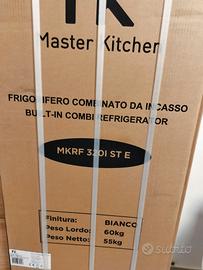 TK
Master Kitchen
FRIGORIFERO COMBINATO DA INCASSO
BUILT-IN COMBI REFRIGERATOR
MKRF 320I ST E
Finitura: BIANCO
Peso Lordo: 60kg
Peso Netto: 55kg
subito